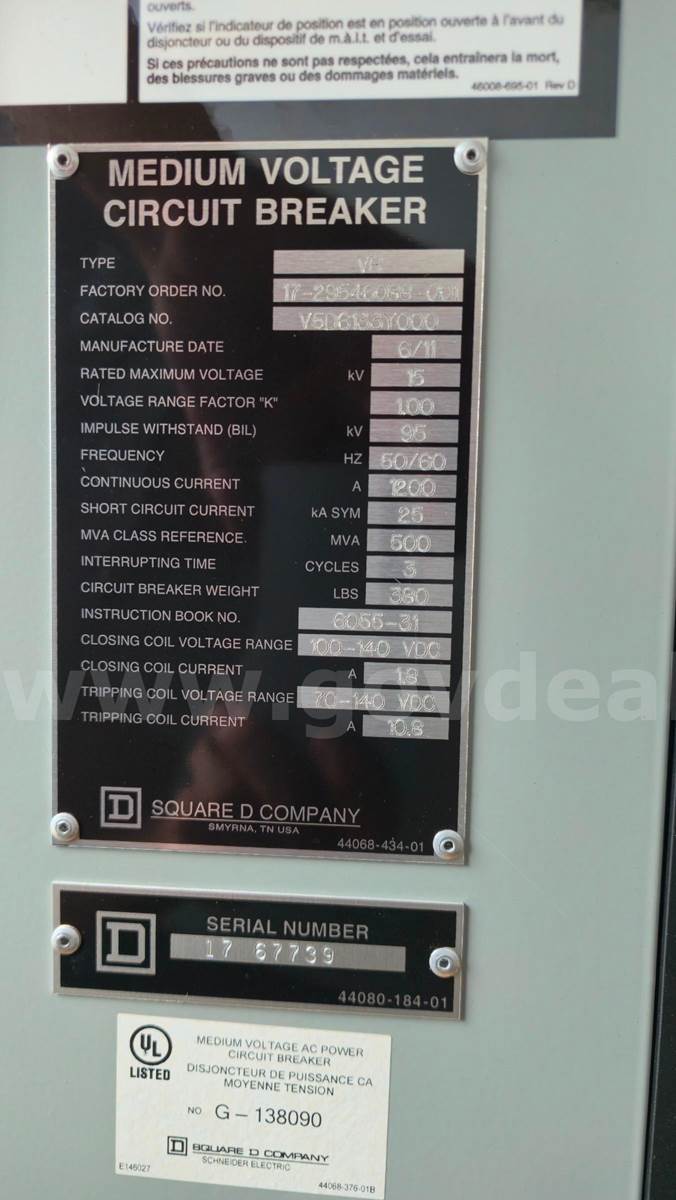 ouverts.
Vérifiez si l'indicateur de position est en position ouverte à l'avant du
disjoncteur ou du dispositif de m.à.l.t. et d'essai.
Si ces précautions ne sont pas respectées, cela entraînera la mort,
des blessures graves ou des dommages matériels.
46008-695-01 Rev D
MEDIUM VOLTAGE
CIRCUIT BREAKER
TYPE VR
FACTORY ORDER NO.
CATALOG NO.
MANUFACTURE DATE 6/11
RATED MAXIMUM VOLTAGE kV 15
VOLTAGE RANGE FACTOR "K" 1.00
IMPULSE WITHSTAND (BIL) kV 95
FREQUENCY HZ 50/60
CONTINUOUS CURRENT A 1200
SHORT CIRCUIT CURRENT kA SYM 25
MVA CLASS REFERENCE. MVA 500
INTERRUPTING TIME CYCLES 3
CIRCUIT BREAKER WEIGHT LBS 380
INSTRUCTION BOOK NO. 6055-31
CLOSING COIL VOLTAGE RANGE 100-140 VDC
CLOSING COIL CURRENT A 1.8
TRIPPING COIL VOLTAGE RANGE 70-140 VDC
TRIPPING COIL CURRENT A 10.8
www.govdeal
D SQUARE D COMPANY
SMYRNA, TN USA
44068-434-01
D SERIAL NUMBER
17 67739
44080-184-01
UL
LISTED
MEDIUM VOLTAGE AC POWER
CIRCUIT BREAKER
DISJONCTEUR DE PUISSANCE CA
MOYENNE TENSION
NO G-138090
D SQUARE D COMPANY
SCHNEIDER ELECTRIC
E146027
44068-376-01B